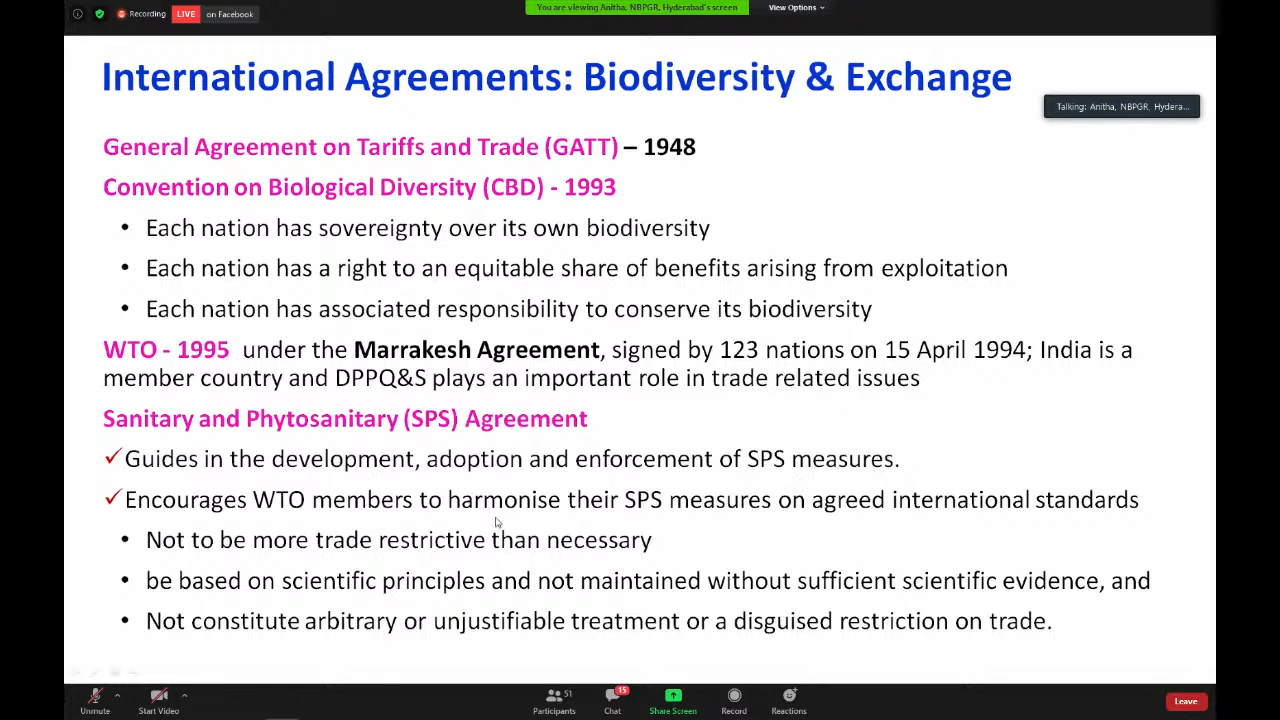 Recording LIVE on Facebook
You are viewing Anitha, NBPGR, Hyderabad's screen
View Options
International Agreements: Biodiversity & Exchange
Talking: Anitha, NBPGR, Hydera...
General Agreement on Tariffs and Trade (GATT) – 1948
Convention on Biological Diversity (CBD) - 1993
• Each nation has sovereignty over its own biodiversity
• Each nation has a right to an equitable share of benefits arising from exploitation
• Each nation has associated responsibility to conserve its biodiversity
WTO - 1995 under the Marrakesh Agreement, signed by 123 nations on 15 April 1994; India is a
member country and DPPQ&S plays an important role in trade related issues
Sanitary and Phytosanitary (SPS) Agreement
✓Guides in the development, adoption and enforcement of SPS measures.
✓Encourages WTO members to harmonise their SPS measures on agreed international standards
• Not to be more trade restrictive than necessary
• be based on scientific principles and not maintained without sufficient scientific evidence, and
• Not constitute arbitrary or unjustifiable treatment or a disguised restriction on trade.
51
15
Unmute
Start Video
Participants
Chat
Share Screen
Record
Reactions
Leave